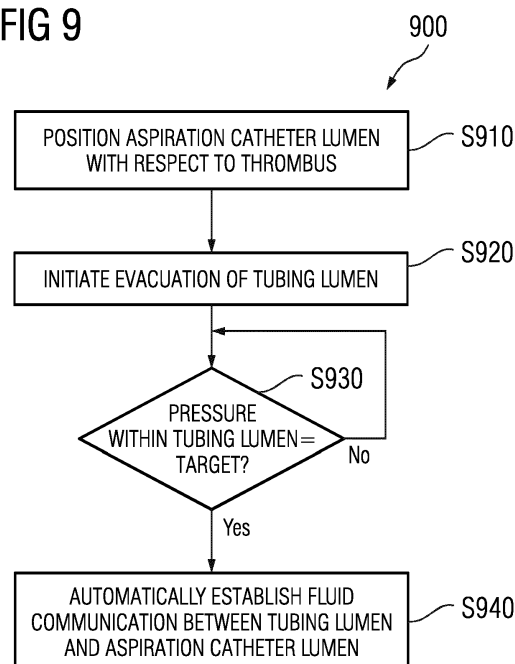 FIG 9
900
POSITION ASPIRATION CATHETER LUMEN
WITH RESPECT TO THROMBUS
S910
INITIATE EVACUATION OF TUBING LUMEN
S920
S930
PRESSURE
WITHIN TUBING LUMEN=
TARGET?
No
Yes
AUTOMATICALLY ESTABLISH FLUID
COMMUNICATION BETWEEN TUBING LUMEN
AND ASPIRATION CATHETER LUMEN
S940